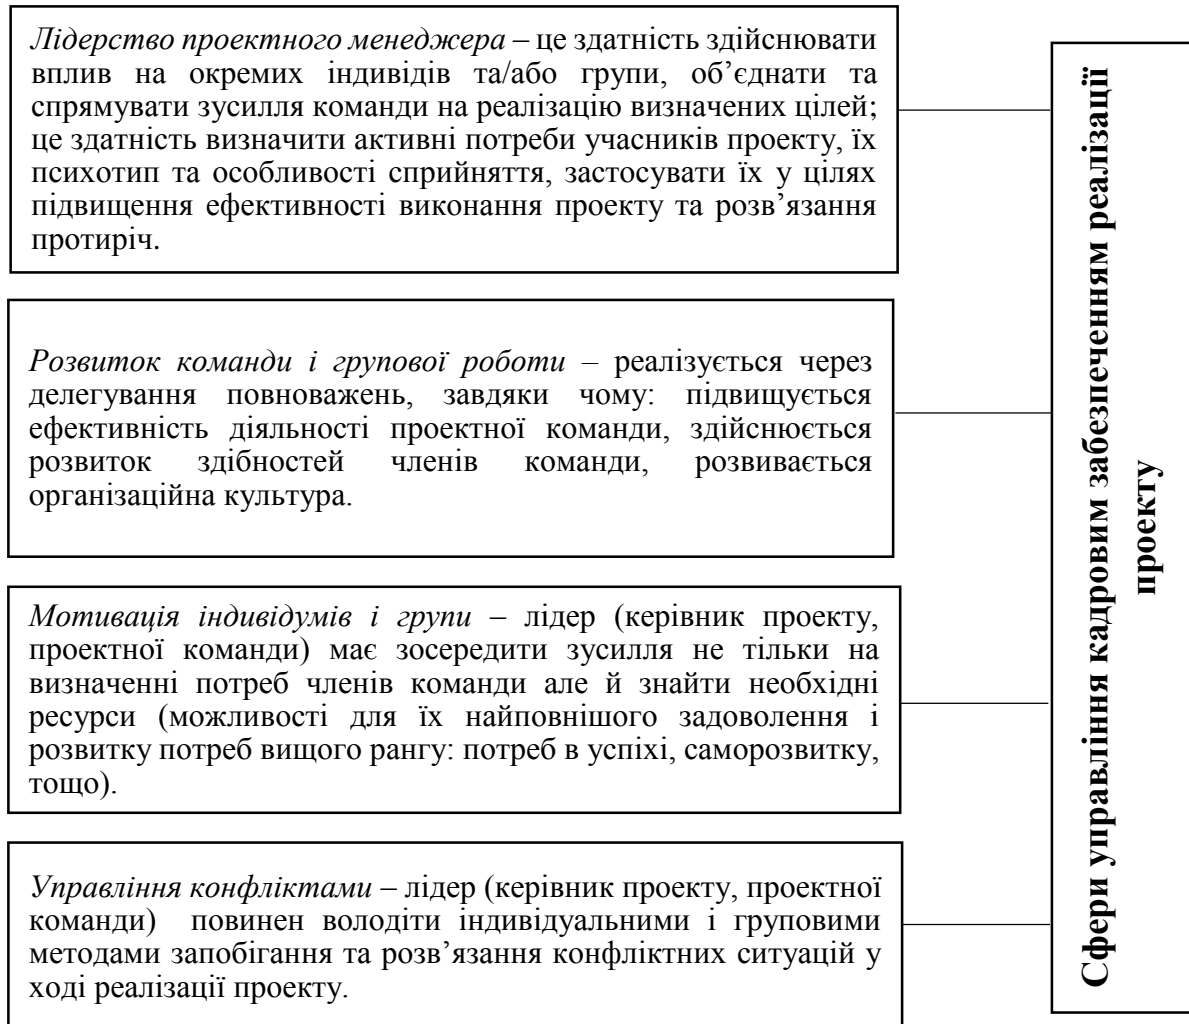 Лідерство проектного менеджера – це здатність здійснювати
вплив на окремих індивідів та/або групи, об’єднати та
спрямувати зусилля команди на реалізацію визначених цілей;
це здатність визначити активні потреби учасників проекту, їх
психотип та особливості сприйняття, застосувати їх у цілях
підвищення ефективності виконання проекту та розв’язання
протиріч.
Розвиток команди і групової роботи – реалізується через
делегування повноважень, завдяки чому: підвищується
ефективність діяльності проектної команди, здійснюється
розвиток здібностей членів команди, розвивається
організаційна культура.
Мотивація індивідумів і групи – лідер (керівник проекту,
проектної команди) має зосередити зусилля не тільки на
визначенні потреб членів команди але й знайти необхідні
ресурси (можливості для їх найповнішого задоволення і
розвитку потреб вищого рангу: потреб в успіхі, саморозвитку,
тощо).
Управління конфліктами – лідер (керівник проекту, проектної
команди) повинен володіти індивідуальними і груповими
методами запобігання та розв’язання конфліктних ситуацій у
ході реалізації проекту.
Сфери управління кадровим забезпеченням реалізації
проекту